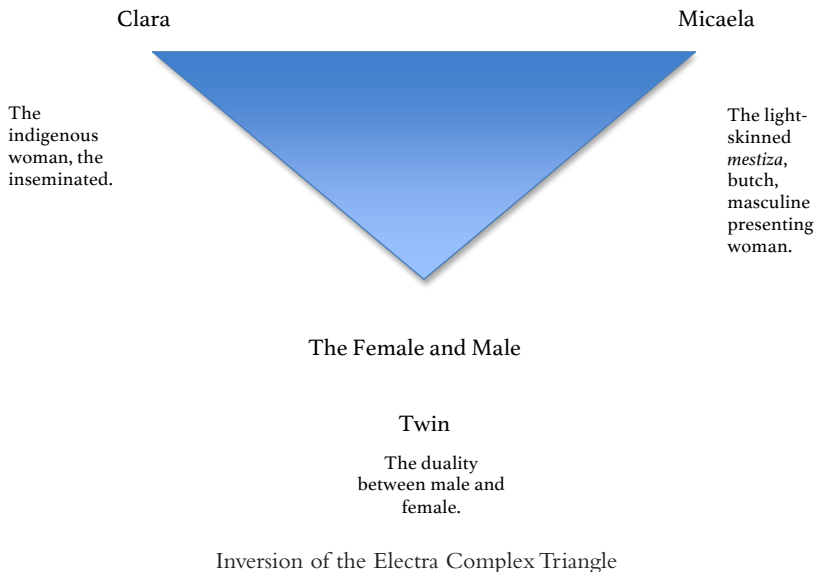 Clara
Micaela
The
indigenous
woman, the
inseminated.
The light-
skinned
mestiza,
butch,
masculine
presenting
woman.
The Female and Male
Twin
The duality
between male and
female.
Inversion of the Electra Complex Triangle